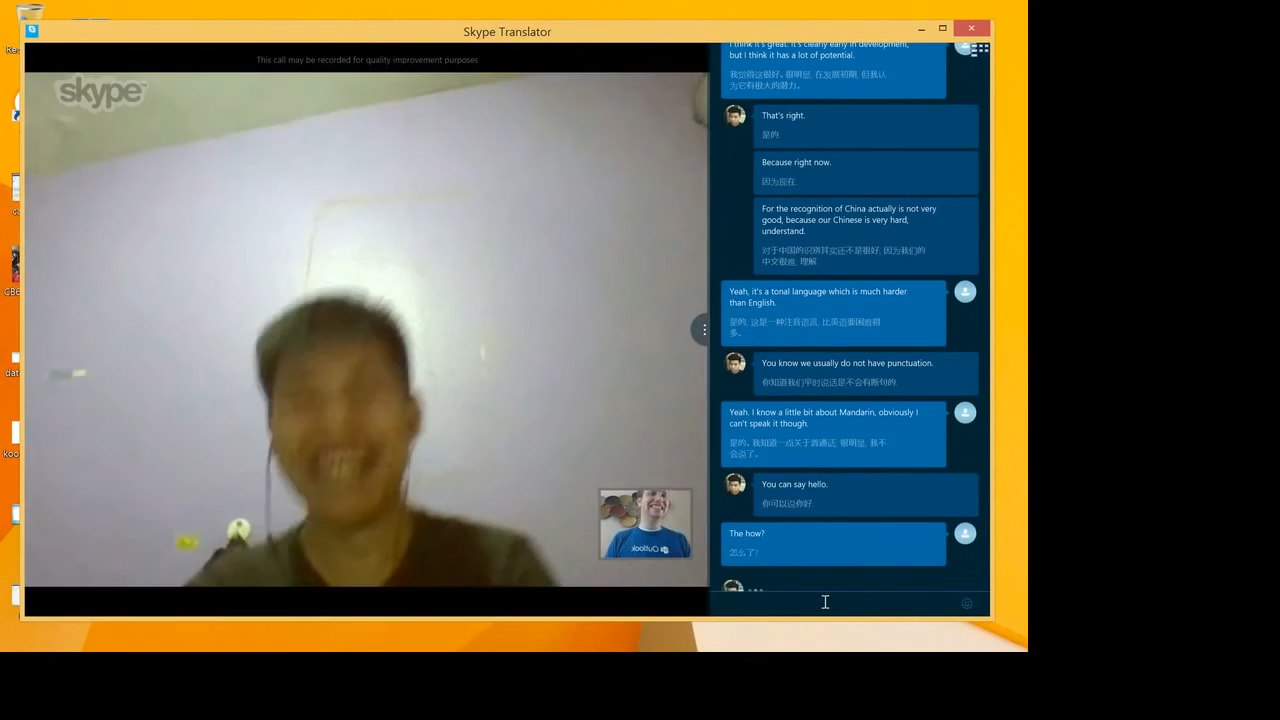 Skype Translator
This call may be recorded for quality improvement purposes
skype™
I think it's great. It's clearly early in development,
but I think it has a lot of potential.
我觉得这很好。很明显, 在发展初期, 但我认
为它有很大的潜力。
That's right.
是的.
Because right now.
因为现在.
For the recognition of China actually is not very
good, because our Chinese is very hard,
understand.
对于中国的识别其实还不是很好, 因为我们的
中文很难, 理解.
Yeah, it's a tonal language which is much harder
than English.
是的, 这是一种注音语言, 比英语要困难得
多。
You know we usually do not have punctuation.
你知道我们平时说话是不会有断句的.
Yeah. I know a little bit about Mandarin, obviously I
can't speak it though.
是的。我知道一点关于普通话, 很明显, 我不
会说了。
You can say hello.
你可以说你好.
The how?
怎么了?
Outlook